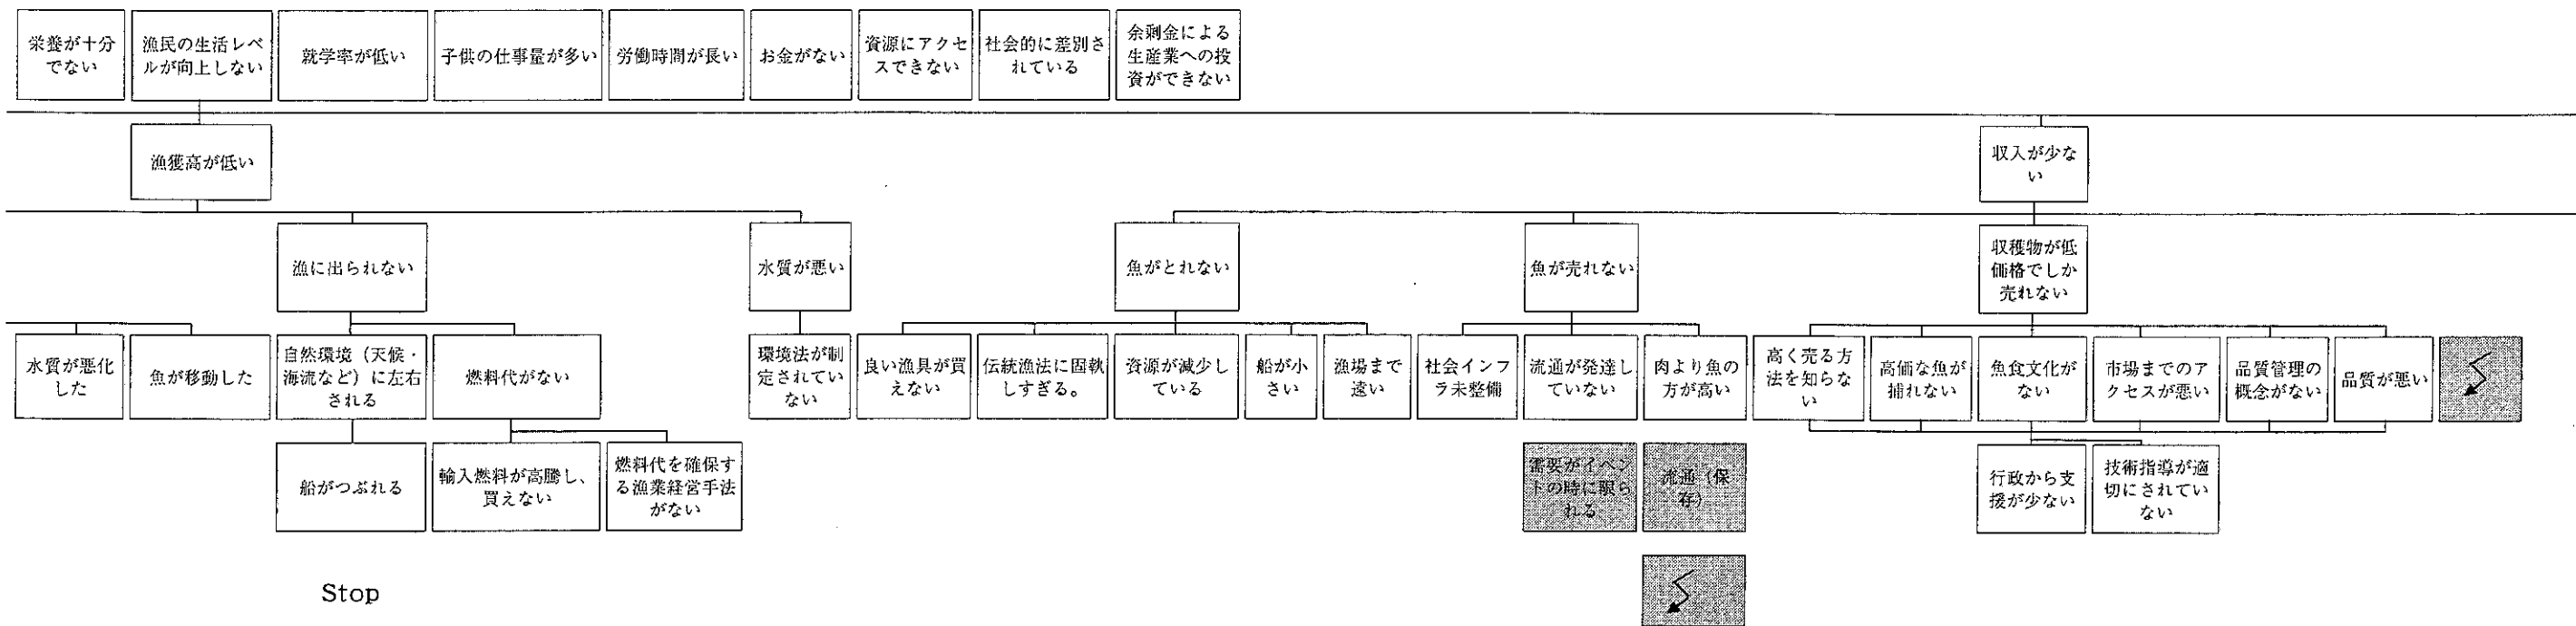 栄養が十分
でない
漁民の生活レベ
ルが向上しない
就学率が低い
子供の仕事量が多い
労働時間が長い
お金がない
資源にアクセ
スできない
社会的に差別さ
れている
余剰金による
生産業への投
資ができない
漁獲高が低い
収入が少な
い
漁に出られない
水質が悪い
魚がとれない
魚が売れない
収穫物が低
価格でしか
売れない
水質が悪化
した
魚が移動した
自然環境（天候・
海流など）に左右
される
燃料代がない
環境法が制
定されてい
ない
良い漁具が買
えない
伝統漁法に固執
しすぎる。
資源が減少し
ている
船が小
さい
漁場まで
遠い
社会インフ
ラ未整備
流通が発達し
ていない
肉より魚の
方が高い
高く売る方
法を知らな
い
高価な魚が
捕れない
魚食文化が
ない
市場までのア
クセスが悪い
品質管理の
概念がない
品質が悪い
船がつぶれる
輸入燃料が高騰し、
買えない
燃料代を確保す
る漁業経営手法
がない
需要がイベン
トの時に限ら
れる
流通（保
存）
行政から支
援が少ない
技術指導が適
切にされてい
ない
Stop